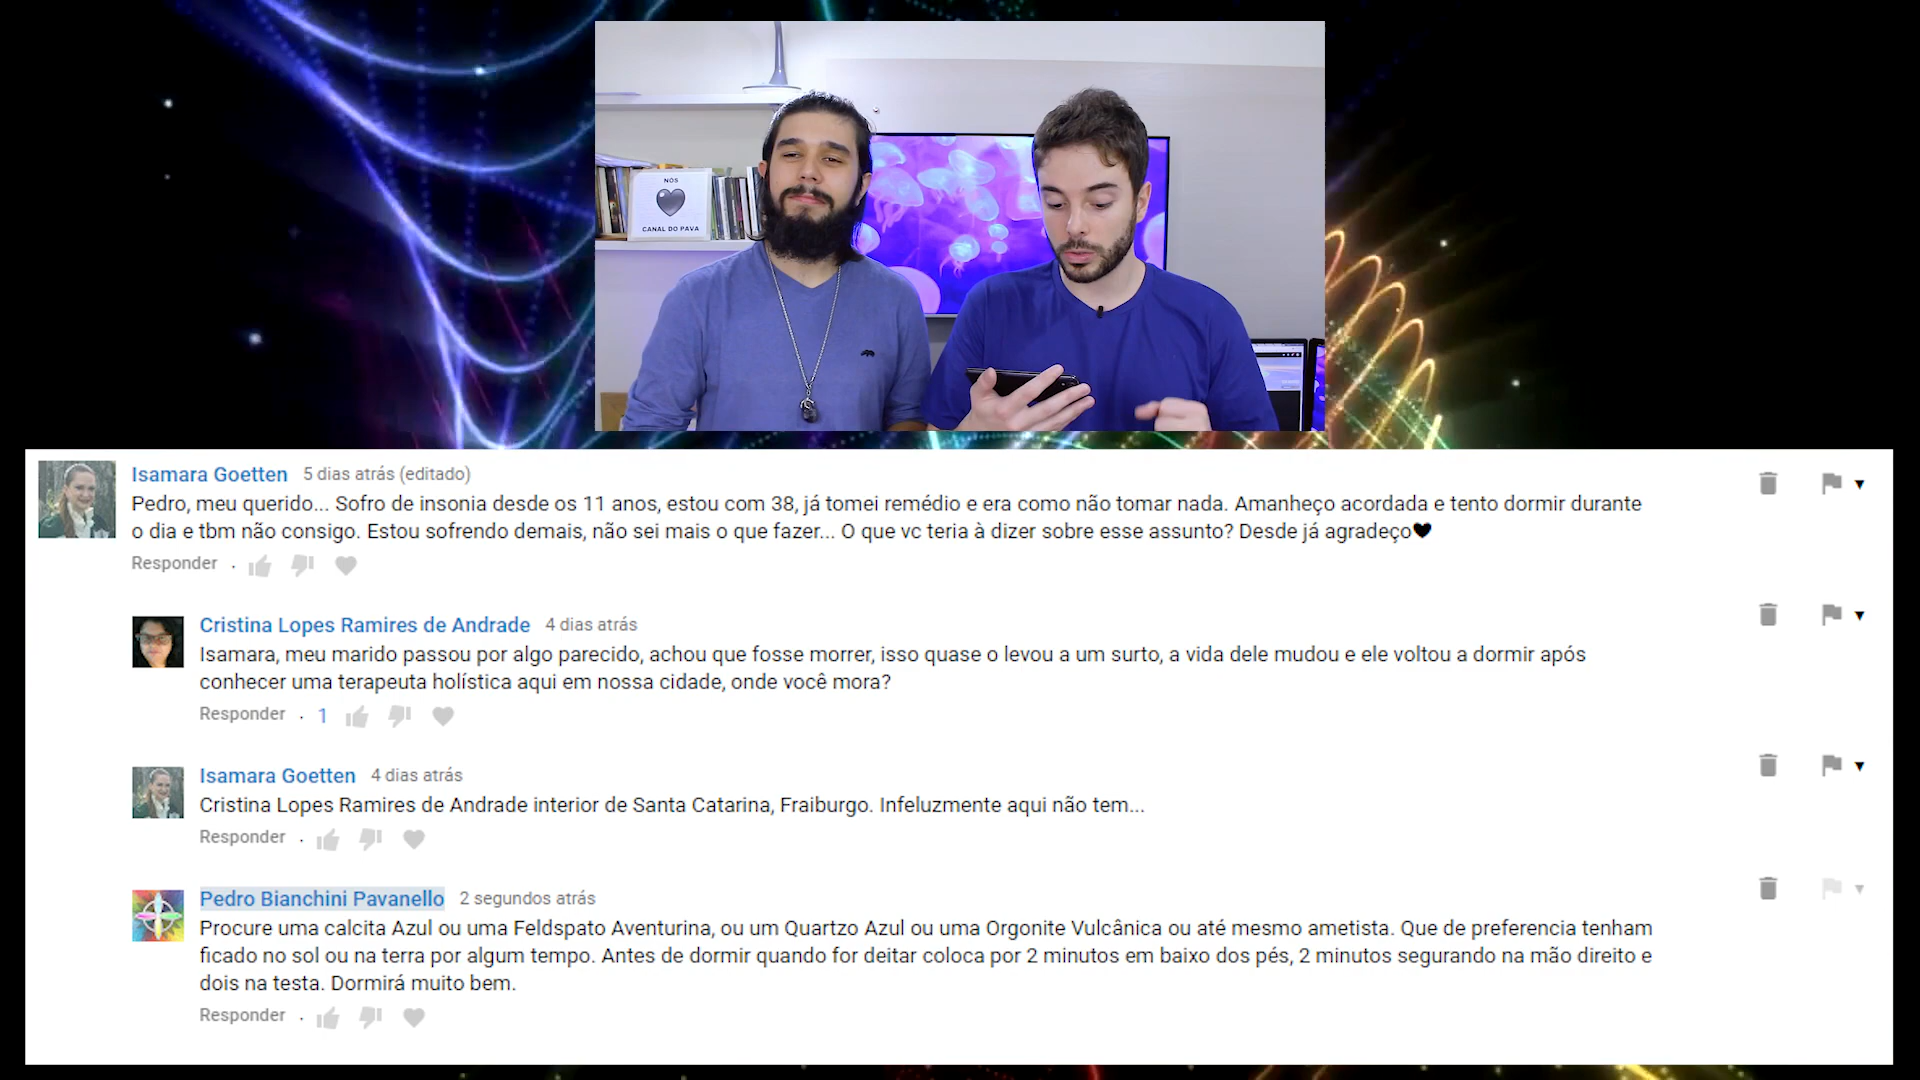 NÓS
CANAL DO PAVA
Isamara Goetten 5 dias atrás (editado)
Pedro, meu querido... Sofro de insonia desde os 11 anos, estou com 38, já tomei remédio e era como não tomar nada. Amanheço acordada e tento dormir durante
o dia e tbm não consigo. Estou sofrendo demais, não sei mais o que fazer... O que vc teria à dizer sobre esse assunto? Desde já agradeço🖤
Responder .
Cristina Lopes Ramires de Andrade 4 dias atrás
Isamara, meu marido passou por algo parecido, achou que fosse morrer, isso quase o levou a um surto, a vida dele mudou e ele voltou a dormir após
conhecer uma terapeuta holística aqui em nossa cidade, onde você mora?
Responder . 1
Isamara Goetten 4 dias atrás
Cristina Lopes Ramires de Andrade interior de Santa Catarina, Fraiburgo. Infeluzmente aqui não tem...
Responder .
Pedro Bianchini Pavanello 2 segundos atrás
Procure uma calcita Azul ou uma Feldspato Aventurina, ou um Quartzo Azul ou uma Orgonite Vulcânica ou até mesmo ametista. Que de preferencia tenham
ficado no sol ou na terra por algum tempo. Antes de dormir quando for deitar coloca por 2 minutos em baixo dos pés, 2 minutos segurando na mão direito e
dois na testa. Dormirá muito bem.
Responder .